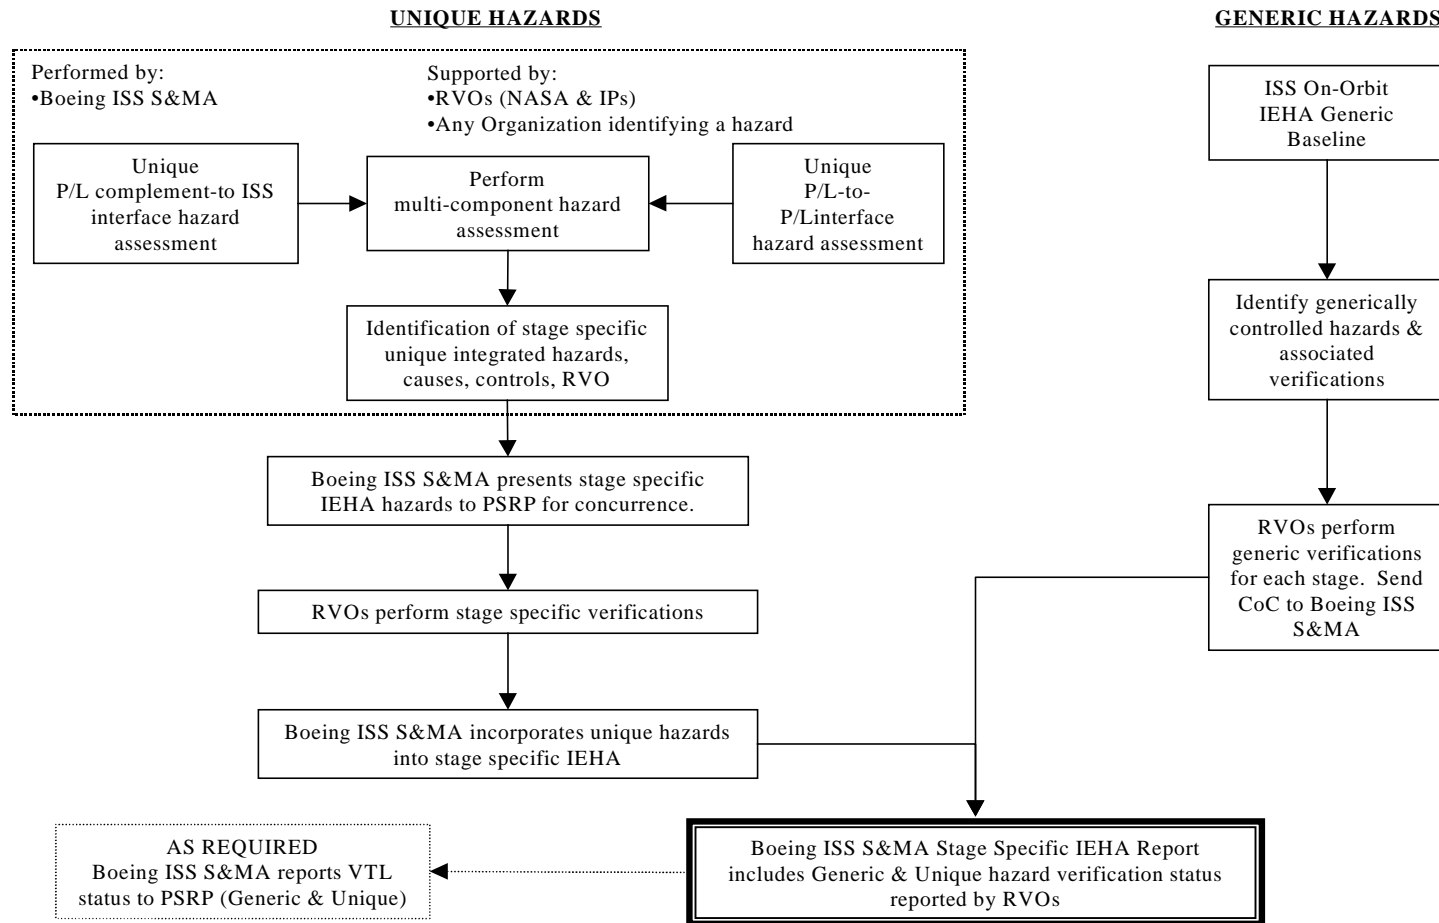 UNIQUE HAZARDS
GENERIC HAZARDS
Performed by:
•Boeing ISS S&MA
Supported by:
•RVOs (NASA & IPs)
•Any Organization identifying a hazard
Unique
P/L complement-to ISS
interface hazard
assessment
Perform
multi-component hazard
assessment
Unique
P/L-to-
P/Linterface
hazard assessment
Identification of stage specific
unique integrated hazards,
causes, controls, RVO
Boeing ISS S&MA presents stage specific
IEHA hazards to PSRP for concurrence.
RVOs perform stage specific verifications
Boeing ISS S&MA incorporates unique hazards
into stage specific IEHA
ISS On-Orbit
IEHA Generic
Baseline
Identify generically
controlled hazards &
associated
verifications
RVOs perform
generic verifications
for each stage.  Send
CoC to Boeing ISS
S&MA
AS REQUIRED
Boeing ISS S&MA reports VTL
status to PSRP (Generic & Unique)
Boeing ISS S&MA Stage Specific IEHA Report
includes Generic & Unique hazard verification status
reported by RVOs